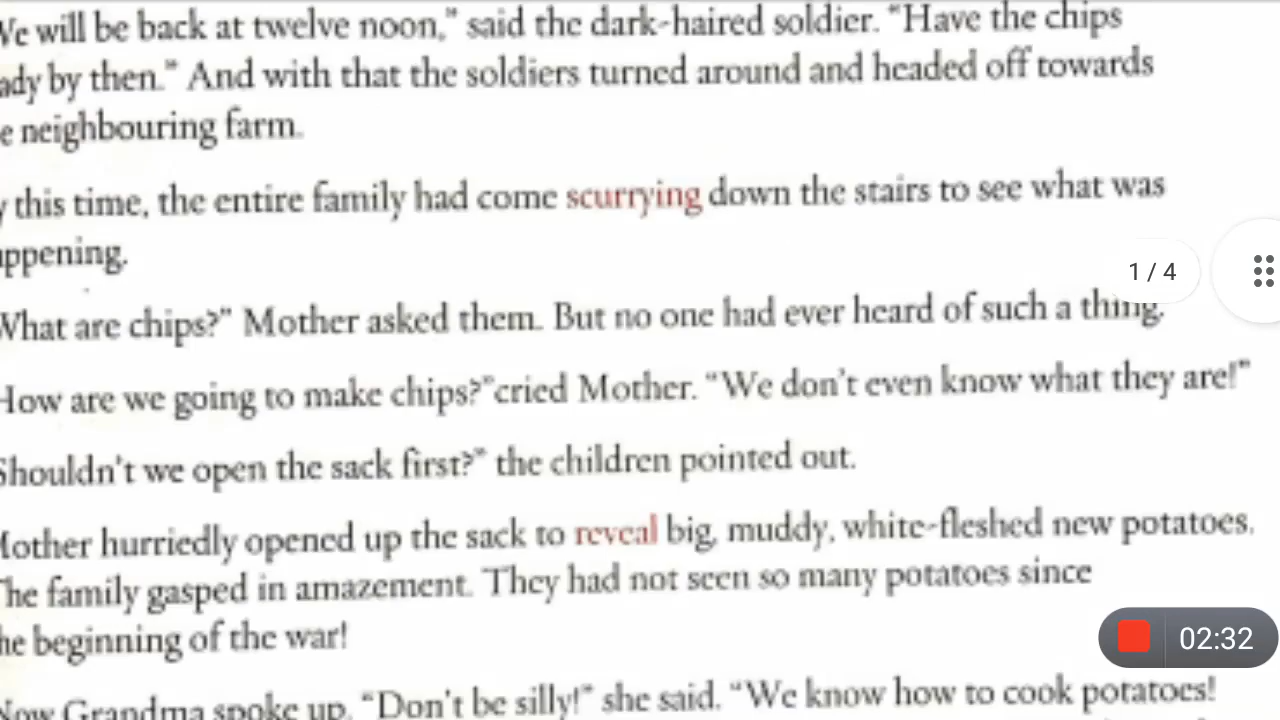 We will be back at twelve noon," said the dark-haired soldier. "Have the chips
ady by then." And with that the soldiers turned around and headed off towards
e neighbouring farm.
y this time, the entire family had come scurrying down the stairs to see what was
appening.
1 / 4
What are chips?" Mother asked them. But no one had ever heard of such a thing.
How are we going to make chips?"cried Mother. "We don't even know what they are!"
Shouldn't we open the sack first?" the children pointed out.
Mother hurriedly opened up the sack to reveal big, muddy, white-fleshed new potatoes.
The family gasped in amazement. They had not seen so many potatoes since
he beginning of the war!
02:32
Now Grandma spoke up. "Don't be silly!" she said. "We know how to cook potatoes!